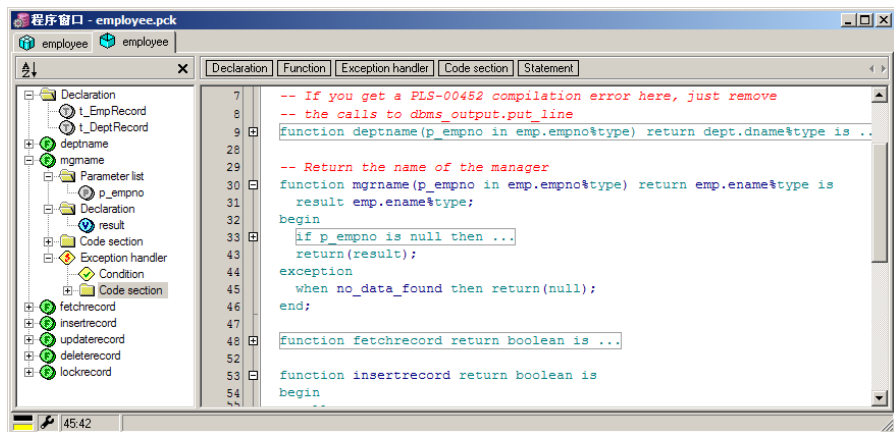 程序窗口 - employee.pck
employee employee
Declaration Function Exception handler Code section Statement
Declaration
t_EmpRecord
t_DeptRecord
deptname
mgrname
Parameter list
p_empno
Declaration
result
Code section
Exception handler
Condition
Code section
fetchrecord
insertrecord
updaterecord
deleterecord
lockrecord
7 -- If you get a PLS-00452 compilation error here, just remove
8 -- the calls to dbms_output.put_line
9 function deptname(p_empno in emp.empno%type) return dept.dname%type is ..
28
29 -- Return the name of the manager
30 function mgrname(p_empno in emp.empno%type) return emp.ename%type is
31 result emp.ename%type;
32 begin
33 if p_empno is null then ...
43 return(result);
44 exception
45 when no_data_found then return(null);
46 end;
47
48 function fetchrecord return boolean is ...
52
53 function insertrecord return boolean is
54 begin
45:42